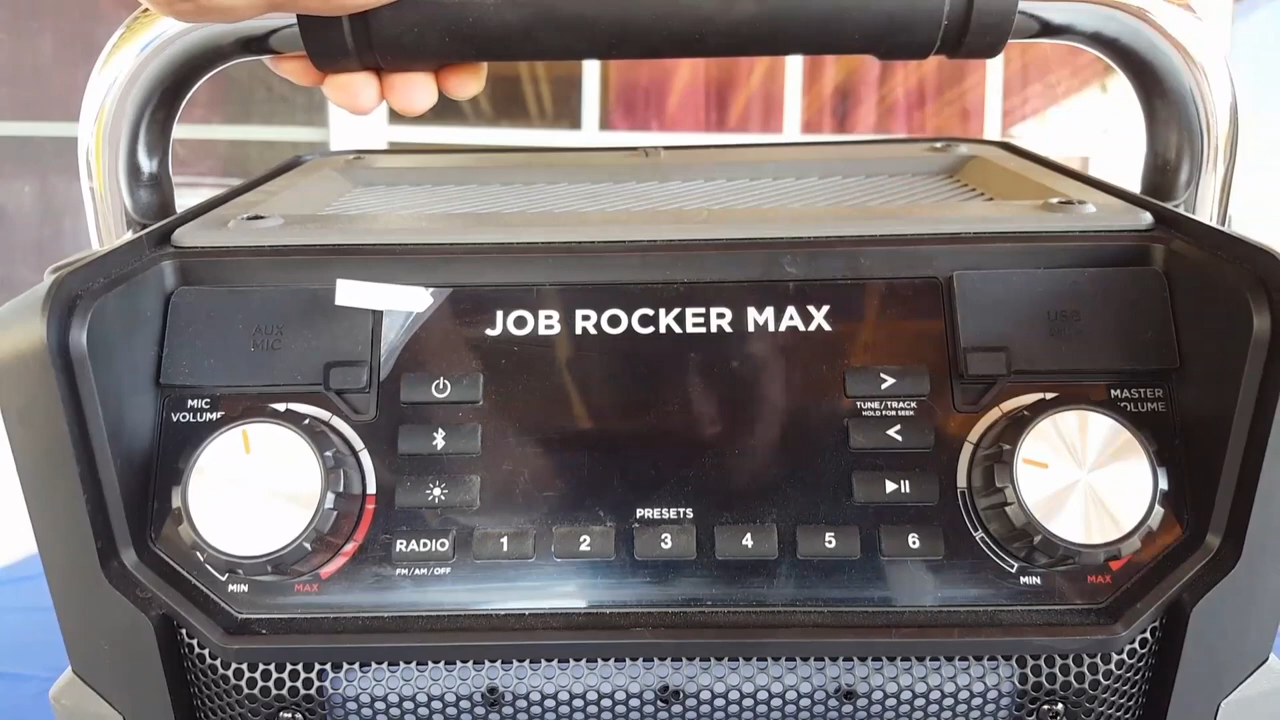 JOB ROCKER MAX
AUX
MIC
USB
MIC
VOLUME
MASTER
VOLUME
TUNE/TRACK
HOLD FOR SEEK
PRESETS
RADIO
1
2
3
4
5
6
FM/AM/OFF
MIN
MAX
MIN
MAX